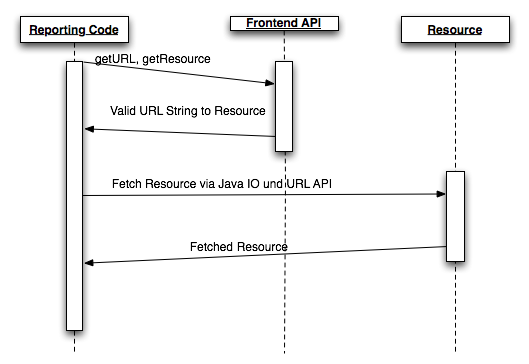 Reporting Code
Frontend API
Resource
getURL, getResource
Valid URL String to Resource
Fetch Resource via Java IO und URL API
Fetched Resource